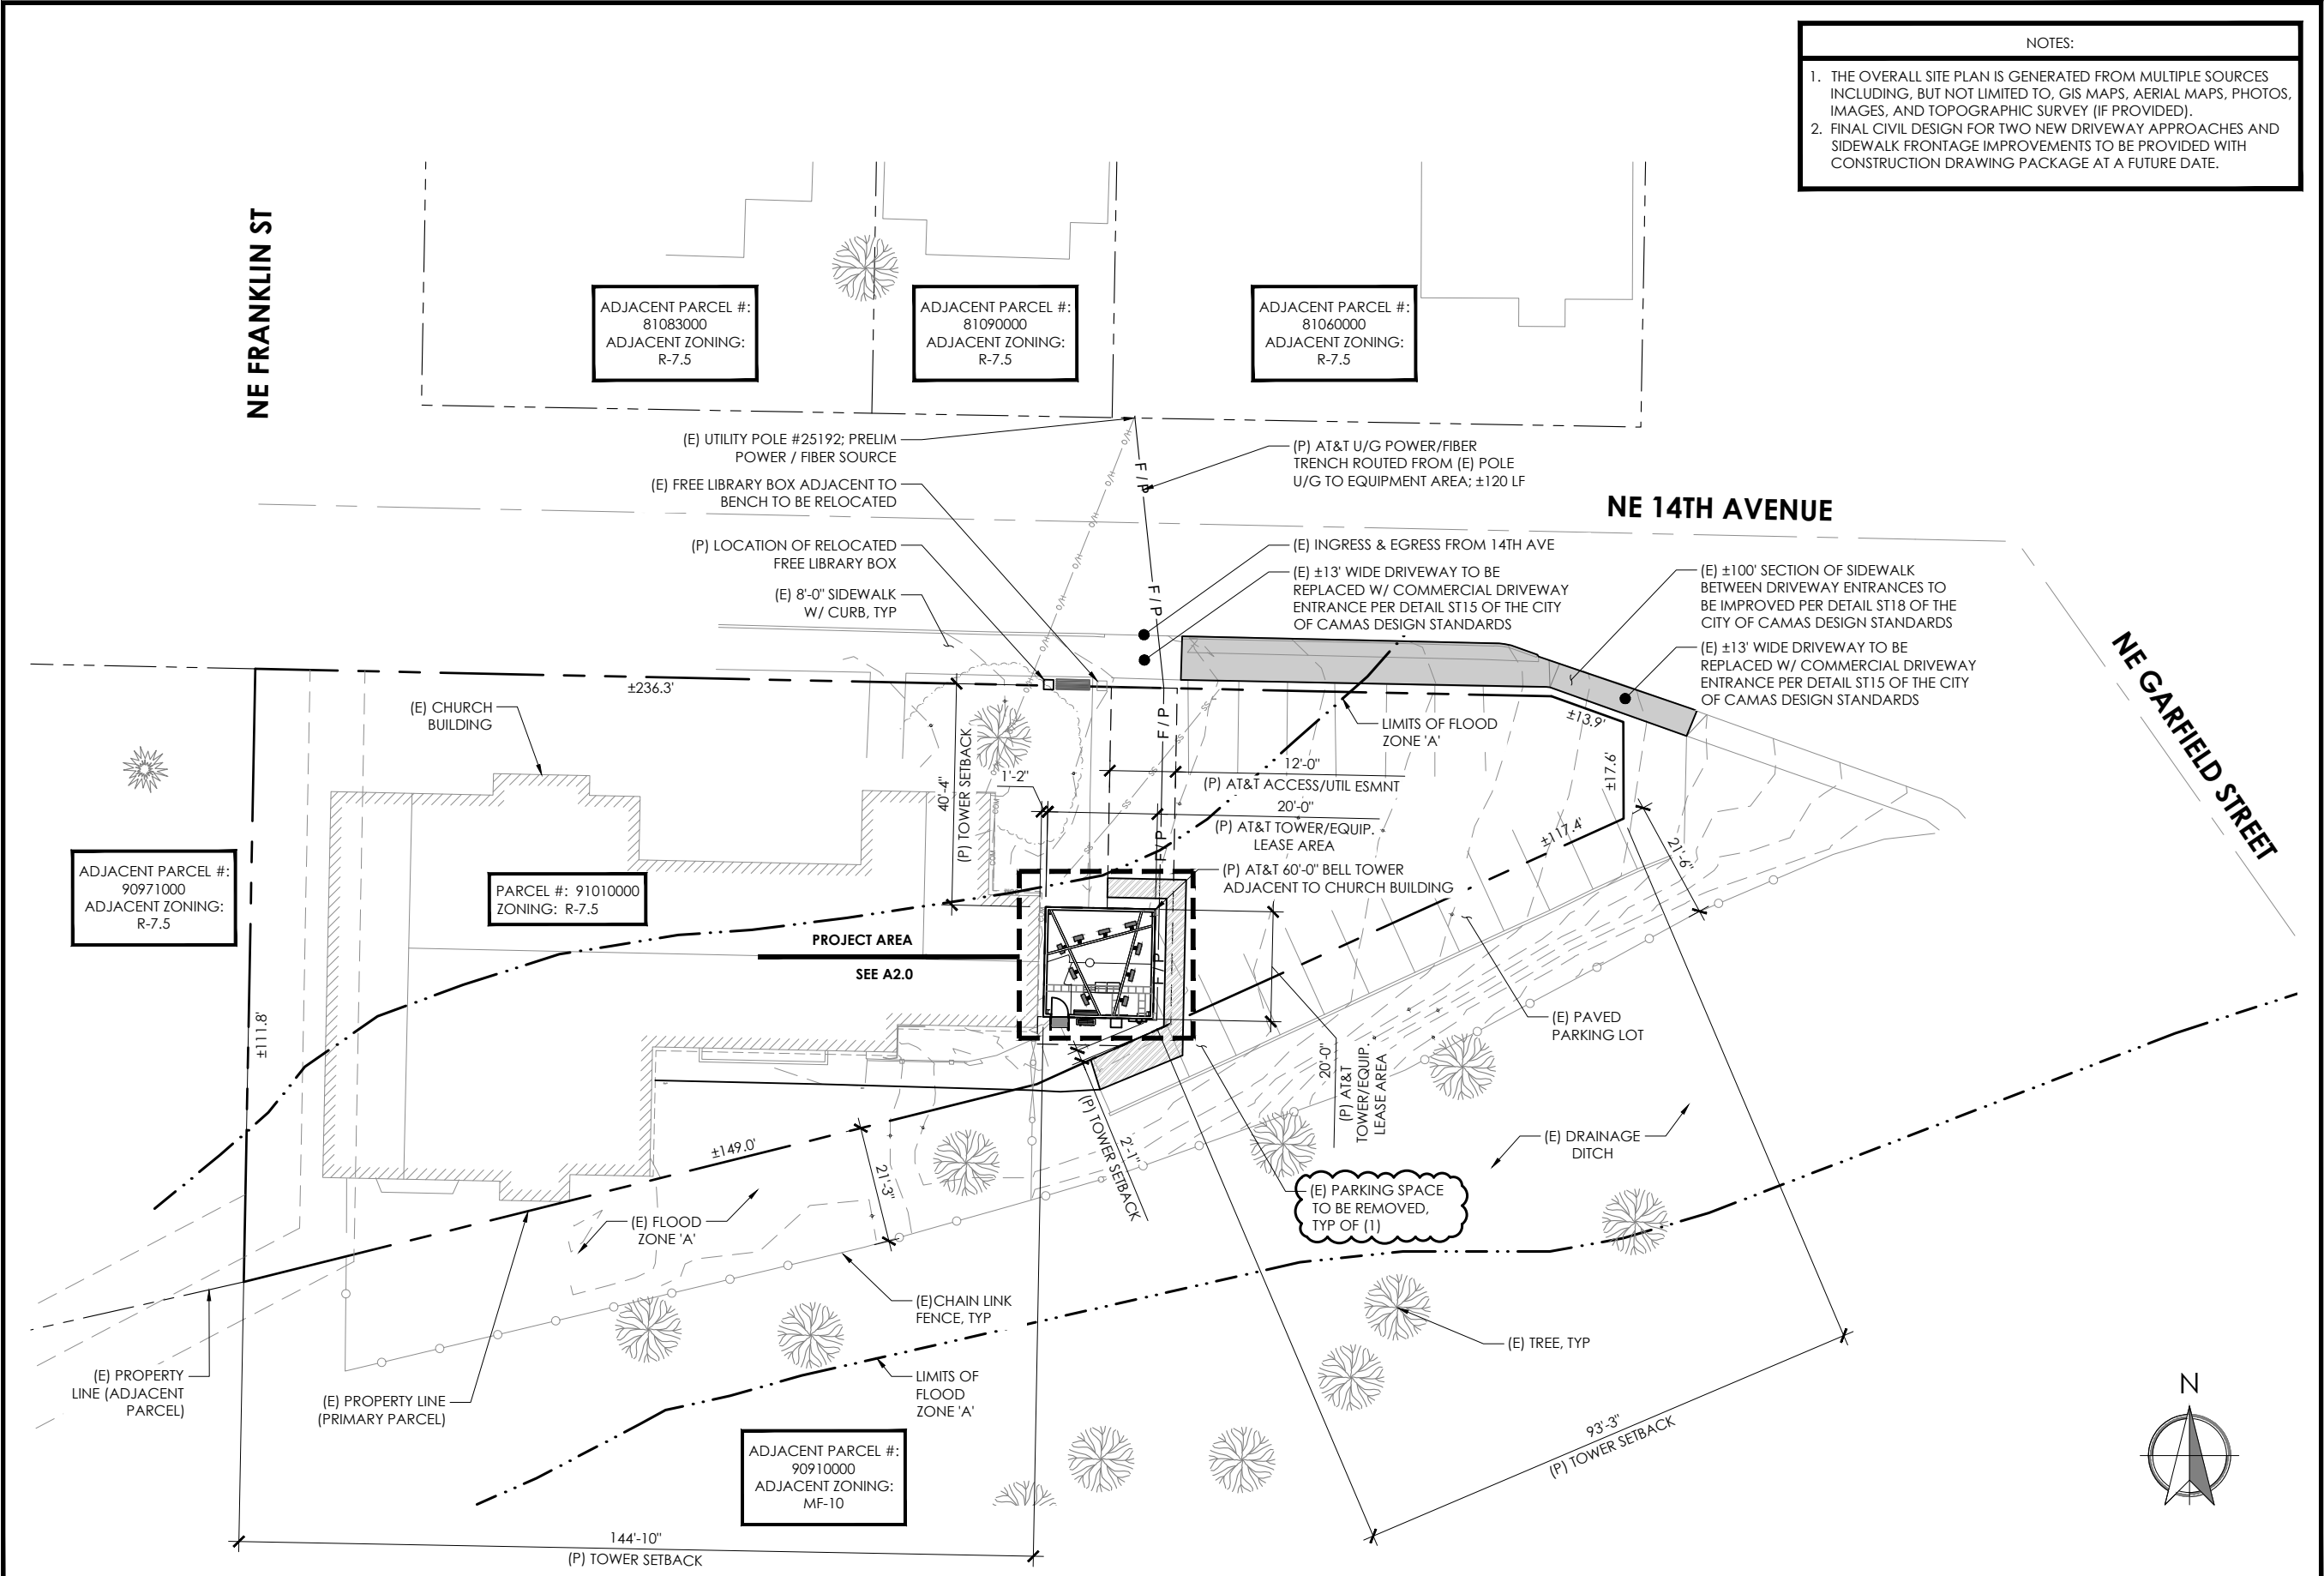 NOTES:
1. THE OVERALL SITE PLAN IS GENERATED FROM MULTIPLE SOURCES
INCLUDING, BUT NOT LIMITED TO, GIS MAPS, AERIAL MAPS, PHOTOS,
IMAGES, AND TOPOGRAPHIC SURVEY (IF PROVIDED).
2. FINAL CIVIL DESIGN FOR TWO NEW DRIVEWAY APPROACHES AND
SIDEWALK FRONTAGE IMPROVEMENTS TO BE PROVIDED WITH
CONSTRUCTION DRAWING PACKAGE AT A FUTURE DATE.
NE FRANKLIN ST
ADJACENT PARCEL #:
81083000
ADJACENT ZONING:
R-7.5
ADJACENT PARCEL #:
81090000
ADJACENT ZONING:
R-7.5
ADJACENT PARCEL #:
81060000
ADJACENT ZONING:
R-7.5
(E) UTILITY POLE #25192; PRELIM
POWER / FIBER SOURCE
(E) FREE LIBRARY BOX ADJACENT TO
BENCH TO BE RELOCATED
(P) LOCATION OF RELOCATED
FREE LIBRARY BOX
(E) 8'-0" SIDEWALK
W/ CURB, TYP
O/H
O/H
O/H
O/H
O/H
O/H
O/H
O/H
F / P
F / P
F / P
F / P
F / P
(P) AT&T U/G POWER/FIBER
TRENCH ROUTED FROM (E) POLE
U/G TO EQUIPMENT AREA; ±120 LF
NE 14TH AVENUE
(E) INGRESS & EGRESS FROM 14TH AVE
(E) ±13' WIDE DRIVEWAY TO BE
REPLACED W/ COMMERCIAL DRIVEWAY
ENTRANCE PER DETAIL ST15 OF THE CITY
OF CAMAS DESIGN STANDARDS
(E) ±100' SECTION OF SIDEWALK
BETWEEN DRIVEWAY ENTRANCES TO
BE IMPROVED PER DETAIL ST18 OF THE
CITY OF CAMAS DESIGN STANDARDS
(E) ±13' WIDE DRIVEWAY TO BE
REPLACED W/ COMMERCIAL DRIVEWAY
ENTRANCE PER DETAIL ST15 OF THE CITY
OF CAMAS DESIGN STANDARDS
NE GARFIELD STREET
±236.3'
(E) CHURCH
BUILDING
40'-4"
(P) TOWER SETBACK
1'-2"
LIMITS OF FLOOD
ZONE 'A'
±13.9'
±17.6'
12'-0"
(P) AT&T ACCESS/UTIL ESMNT
20'-0"
(P) AT&T TOWER/EQUIP.
LEASE AREA
(P) AT&T 60'-0" BELL TOWER
ADJACENT TO CHURCH BUILDING
SS
SS
SS
SS
SS
COM
COM
±117.4'
21'-6"
ADJACENT PARCEL #:
90971000
ADJACENT ZONING:
R-7.5
PARCEL #: 91010000
ZONING: R-7.5
PROJECT AREA
SEE A2.0
±111.8'
(E) PAVED
PARKING LOT
20'-0"
(P) AT&T
TOWER/EQUIP.
LEASE AREA
2'-1"
(P) TOWER SETBACK
±149.0'
21'-3"
(E) FLOOD
ZONE 'A'
(E) DRAINAGE
DITCH
(E) PARKING SPACE
TO BE REMOVED,
TYP OF (1)
(E)CHAIN LINK
FENCE, TYP
(E) TREE, TYP
(E) PROPERTY
LINE (ADJACENT
PARCEL)
(E) PROPERTY LINE
(PRIMARY PARCEL)
LIMITS OF
FLOOD
ZONE 'A'
ADJACENT PARCEL #:
90910000
ADJACENT ZONING:
MF-10
93'-3"
(P) TOWER SETBACK
N
144'-10"
(P) TOWER SETBACK